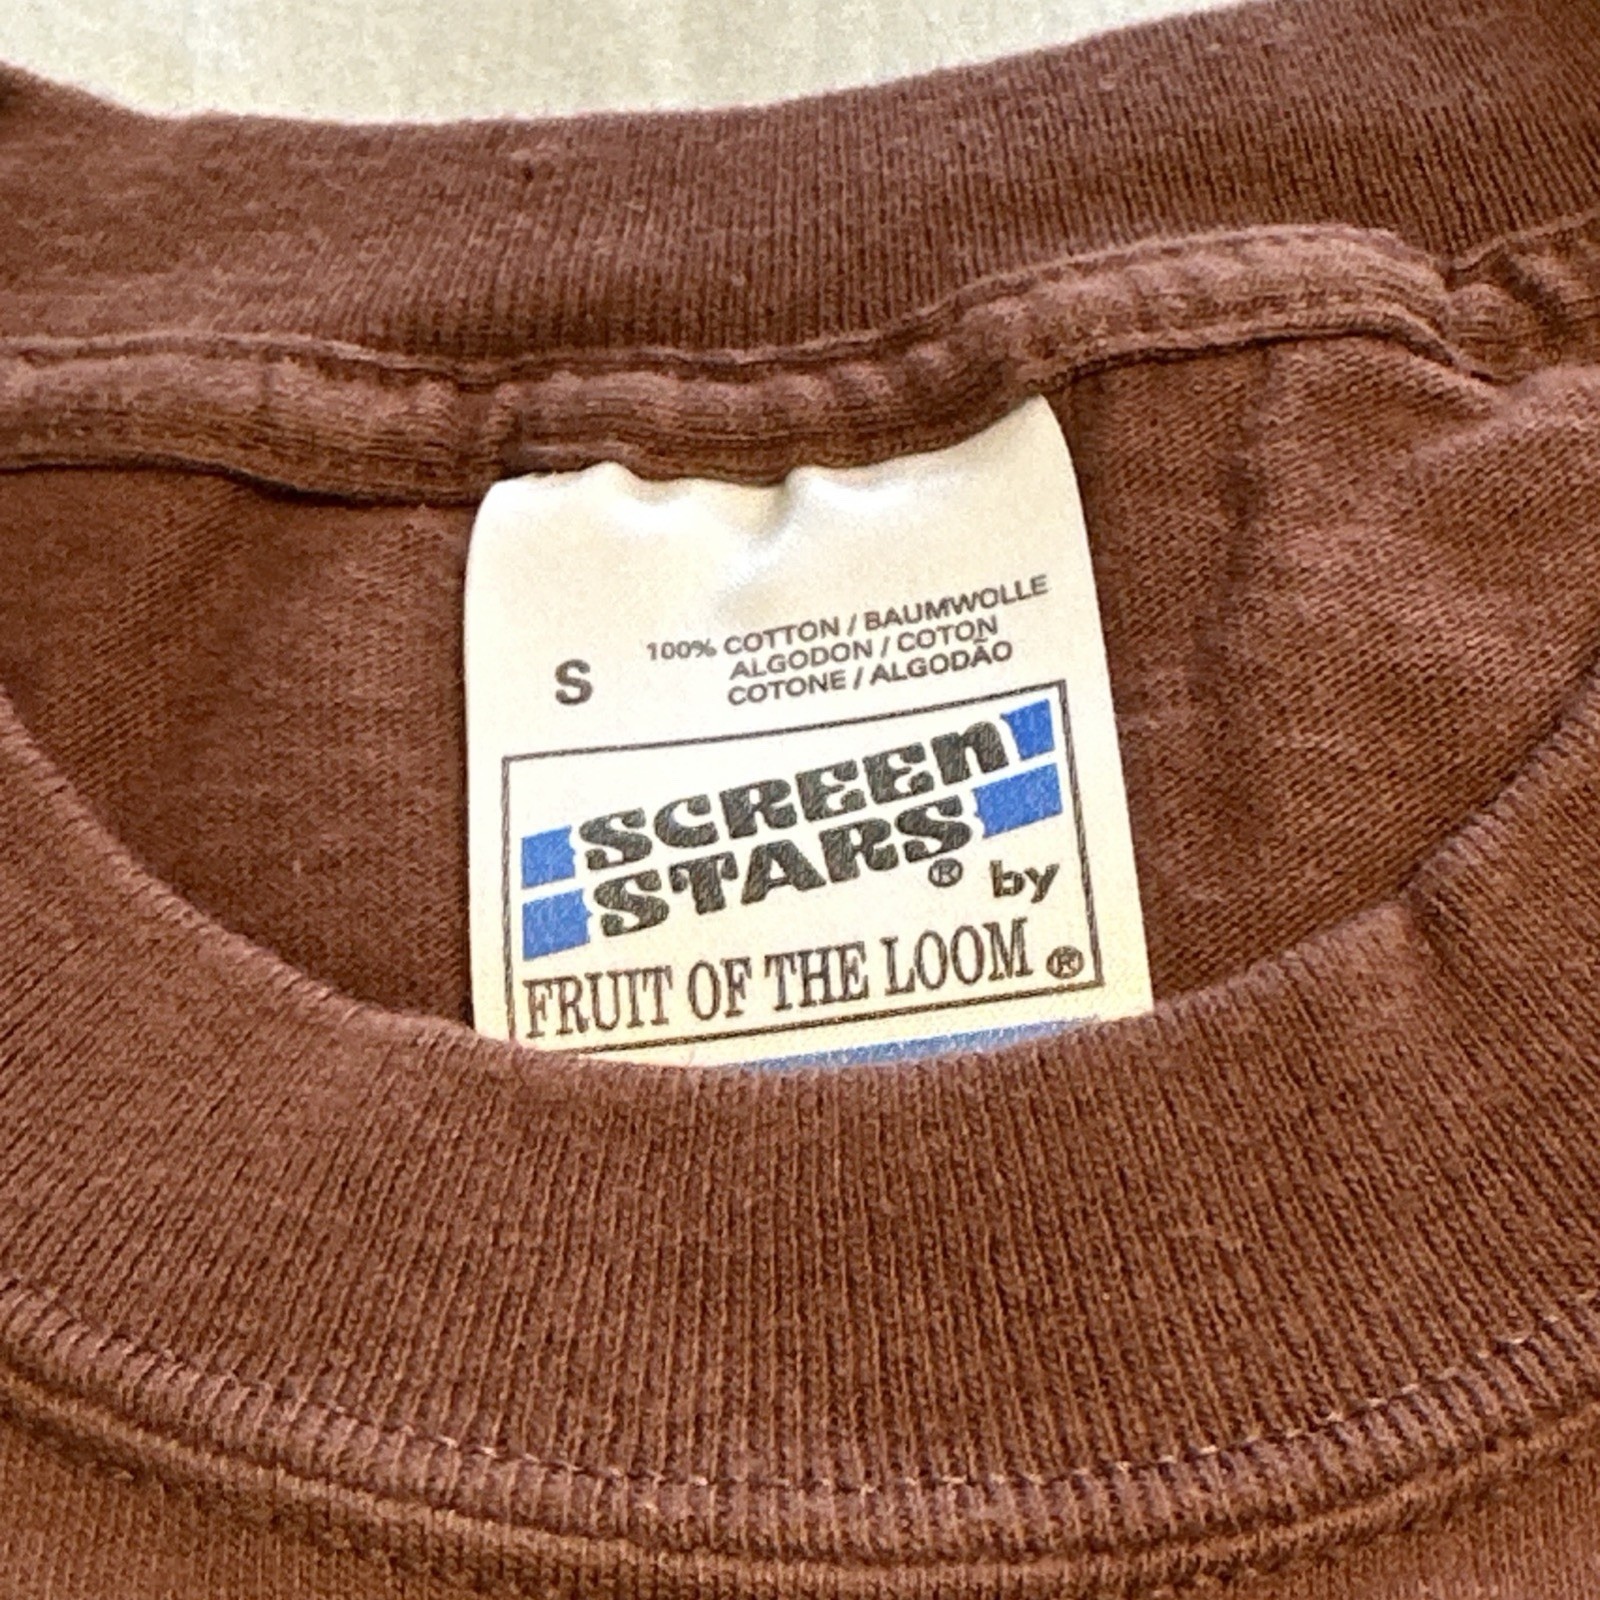 S
100% COTTON / BAUMWOLLE
ALGODON / COTON
COTONE / ALGODÃO
SCREEN
STARS® by
FRUIT OF THE LOOM®